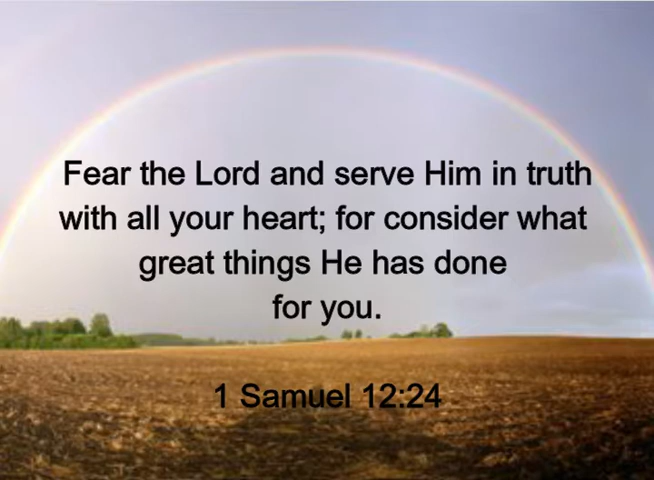 Fear the Lord and serve Him in truth
with all your heart; for consider what
great things He has done
for you.
1 Samuel 12:24